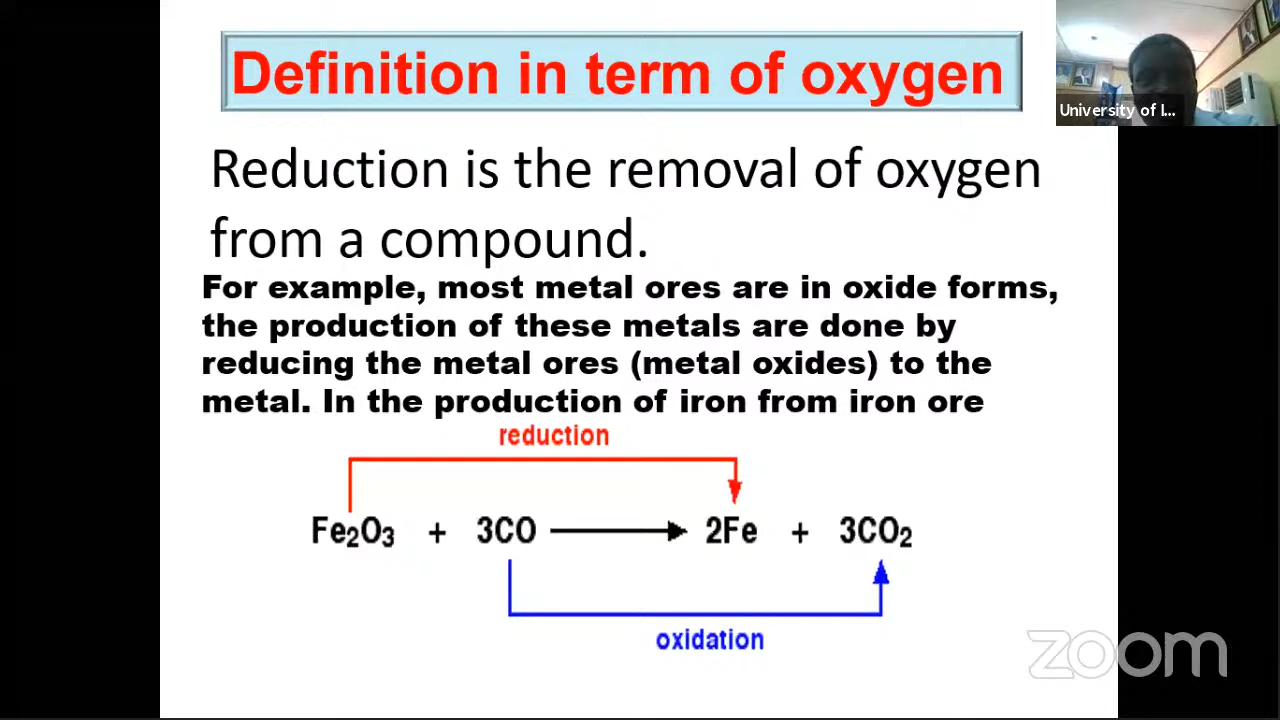 Definition in term of oxygen
University of I...
Reduction is the removal of oxygen
from a compound.
For example, most metal ores are in oxide forms,
the production of these metals are done by
reducing the metal ores (metal oxides) to the
metal. In the production of iron from iron ore
reduction
Fe₂O₃ + 3CO ⟶ 2Fe + 3CO₂
oxidation
zoom